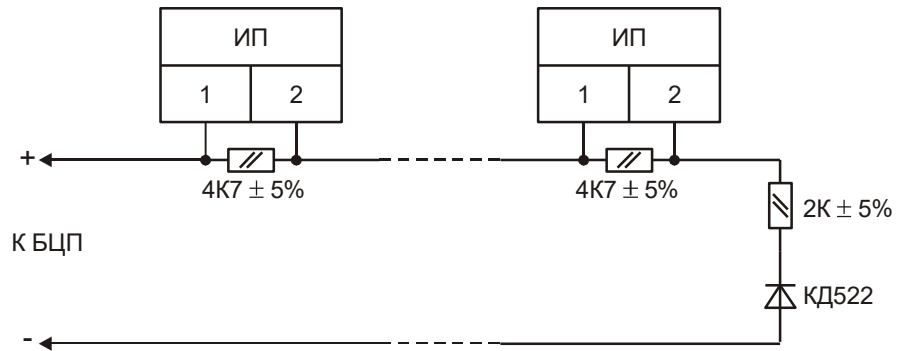 ИП
ИП
1
2
1
2
+
4К7 ± 5%
4К7 ± 5%
2К ± 5%
К БЦП
КД522
-